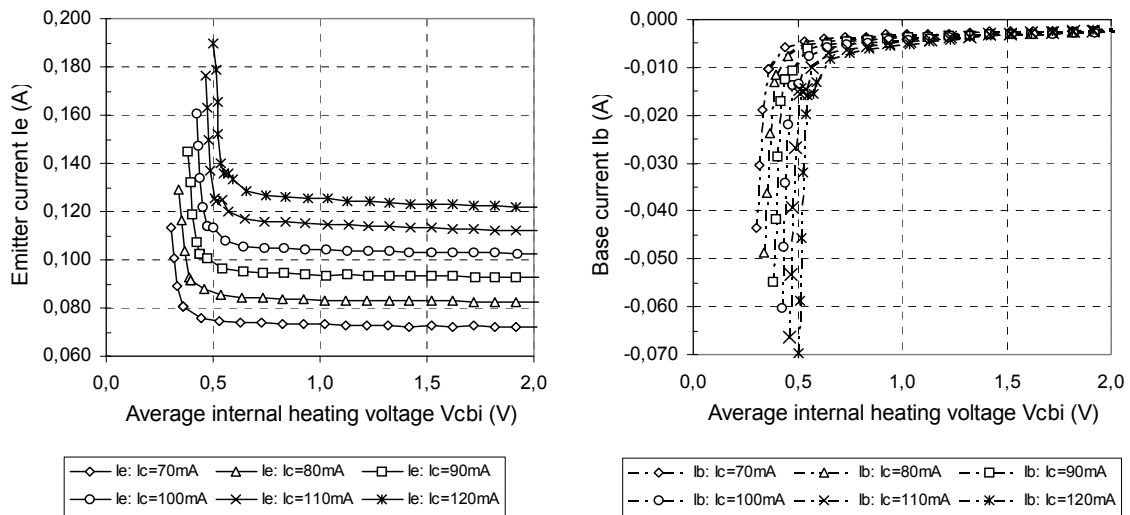 0,200
0,180
0,160
0,140
0,120
0,100
0,080
0,060
Emitter current Ie (A)
0,0 0,5 1,0 1,5 2,0
Average internal heating voltage Vcbi (V)
Ie: Ic=70mA Ie: Ic=80mA Ie: Ic=90mA
Ie: Ic=100mA Ie: Ic=110mA Ie: Ic=120mA
0,000
-0,010
-0,020
-0,030
-0,040
-0,050
-0,060
-0,070
Base current Ib (A)
0,0 0,5 1,0 1,5 2,0
Average internal heating voltage Vcbi (V)
Ib: Ic=70mA Ib: Ic=80mA Ib: Ic=90mA
Ib: Ic=100mA Ib: Ic=110mA Ib: Ic=120mA